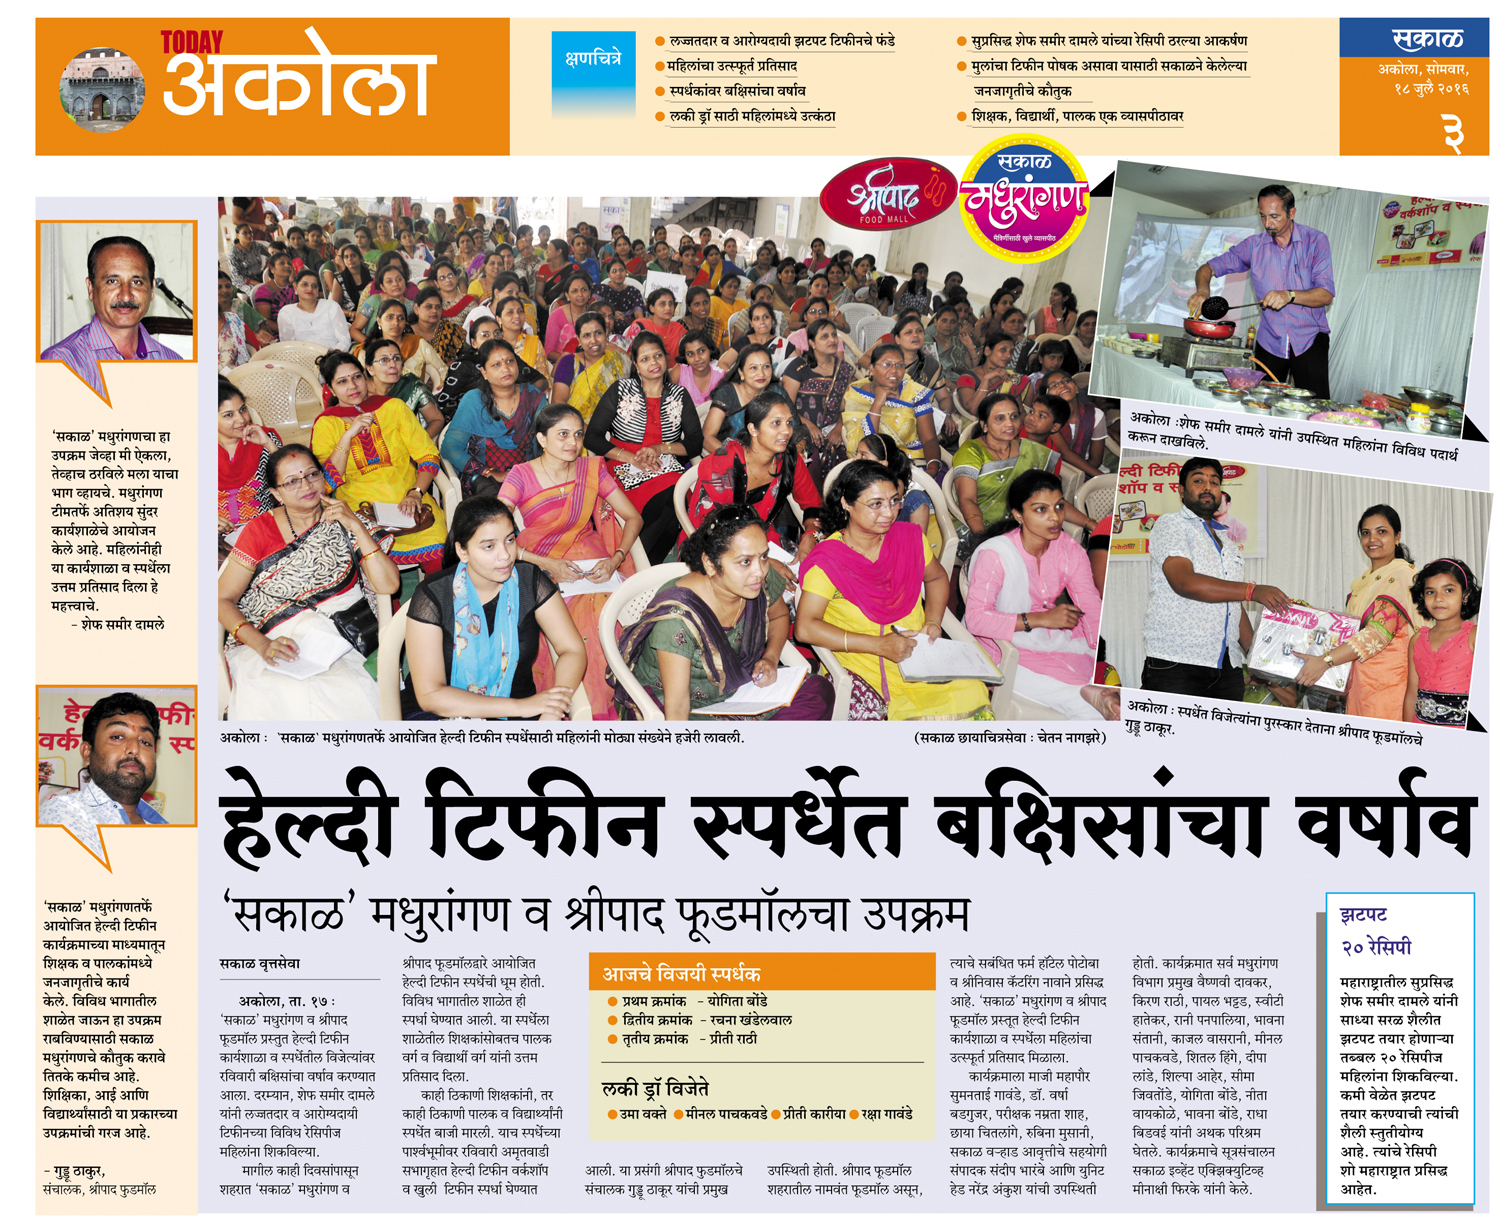 TODAY
अकोला
क्षणचित्रे
● लज्जतदार व आरोग्यदायी झटपट टिफीनचे फंडे
● महिलांचा उत्स्फूर्त प्रतिसाद
● स्पर्धकांवर बक्षिसांचा वर्षाव
● लकी ड्रॉ साठी महिलांमध्ये उत्कंठा
● सुप्रसिद्ध शेफ समीर दामले यांच्या रेसिपी ठरल्या आकर्षण
● मुलांचा टिफीन पोषक असावा यासाठी सकाळने केलेल्या
जनजागृतीचे कौतुक
● शिक्षक, विद्यार्थी, पालक एक व्यासपीठावर
सकाळ
अकोला, सोमवार,
१८ जुलै २०१६
३
श्रीपाद
FOOD MALL
सकाळ
मधुरांगण
मैत्रिणींसाठी खुले व्यासपीठ
वर्कशॉप व स्प
अकोला :शेफ समीर दामले यांनी उपस्थित महिलांना विविध पदार्थ
करून दाखविले.
ल्दी टिफी
शॉप व स
अकोला : स्पर्धेत विजेत्यांना पुरस्कार देताना श्रीपाद फूडमॉलचे
गुड्डू ठाकूर.
'सकाळ' मधुरांगणचा हा
उपक्रम जेव्हा मी ऐकला,
तेव्हाच ठरविले मला याचा
भाग व्हायचे. मधुरांगण
टीमतर्फे अतिशय सुंदर
कार्यशाळेचे आयोजन
केले आहे. महिलांनीही
या कार्यशाळा व स्पर्धेला
उत्तम प्रतिसाद दिला हे
महत्त्वाचे.
- शेफ समीर दामले
हे
टिफी
वर्क
स्प
'सकाळ' मधुरांगणतर्फे
आयोजित हेल्दी टिफीन
कार्यक्रमाच्या माध्यमातून
शिक्षक व पालकांमध्ये
जनजागृतीचे कार्य
केले. विविध भागातील
शाळेत जाऊन हा उपक्रम
राबविण्यासाठी सकाळ
मधुरांगणचे कौतुक करावे
तितके कमीच आहे.
शिक्षिका, आई आणि
विद्यार्थ्यांसाठी या प्रकारच्या
उपक्रमांची गरज आहे.
- गुड्डू ठाकुर,
संचालक, श्रीपाद फुडमॉल
अकोला : 'सकाळ' मधुरांगणतर्फे आयोजित हेल्दी टिफीन स्पर्धेसाठी महिलांनी मोठ्या संख्येने हजेरी लावली. (सकाळ छायाचित्रसेवा : चेतन नागझरे)
हेल्दी टिफीन स्पर्धेत बक्षिसांचा वर्षाव
'सकाळ' मधुरांगण व श्रीपाद फूडमॉलचा उपक्रम
सकाळ वृत्तसेवा
अकोला, ता. १७ :
'सकाळ' मधुरांगण व श्रीपाद
फूडमॉल प्रस्तुत हेल्दी टिफीन
कार्यशाळा व स्पर्धेतील विजेत्यांवर
रविवारी बक्षिसांचा वर्षाव करण्यात
आला. दरम्यान, शेफ समीर दामले
यांनी लज्जतदार व आरोग्यदायी
टिफीनच्या विविध रेसिपीज
महिलांना शिकविल्या.
मागील काही दिवसांपासून
शहरात 'सकाळ' मधुरांगण व
श्रीपाद फूडमॉलद्वारे आयोजित
हेल्दी टिफीन स्पर्धेची धूम होती.
विविध भागातील शाळेत ही
स्पर्धा घेण्यात आली. या स्पर्धेला
शाळेतील शिक्षकांसोबतच पालक
वर्ग व विद्यार्थी वर्ग यांनी उत्तम
प्रतिसाद दिला.
काही ठिकाणी शिक्षकांनी, तर
काही ठिकाणी पालक व विद्यार्थ्यांनी
स्पर्धेत बाजी मारली. याच स्पर्धेच्या
पार्श्वभूमीवर रविवारी अमृतवाडी
सभागृहात हेल्दी टिफीन वर्कशॉप
व खुली टिफीन स्पर्धा घेण्यात
आजचे विजयी स्पर्धक
● प्रथम क्रमांक - योगिता बोंडे
● द्वितीय क्रमांक - रचना खंडेलवाल
● तृतीय क्रमांक - प्रीती राठी
लकी ड्रॉ विजेते
● उमा वक्ते ● मीनल पाचकवडे ● प्रीती कारीया ● रक्षा गावंडे
आली. या प्रसंगी श्रीपाद फुडमॉलचे
संचालक गुड्डू ठाकूर यांची प्रमुख
उपस्थिती होती. श्रीपाद फूडमॉल
शहरातील नामवंत फूडमॉल असून,
त्याचे सबंधित फर्म हॉटेल पोटोबा
व श्रीनिवास कॅटरिंग नावाने प्रसिद्ध
आहे. 'सकाळ' मधुरांगण व श्रीपाद
फूडमॉल प्रस्तूत हेल्दी टिफीन
कार्यशाळा व स्पर्धेला महिलांचा
उत्स्फूर्त प्रतिसाद मिळाला.
कार्यक्रमाला माजी महापौर
सुमनताई गावंडे, डॉ. वर्षा
बडगुजर, परीक्षक नम्रता शाह,
छाया चितलांगे, रुबिना मुसानी,
सकाळ वऱ्हाड आवृत्तीचे सहयोगी
संपादक संदीप भारंबे आणि युनिट
हेड नरेंद्र अंकुश यांची उपस्थिती
होती. कार्यक्रमात सर्व मधुरांगण
विभाग प्रमुख वैष्णवी दावकर,
किरण राठी, पायल भट्टड, स्वीटी
हातेकर, रानी पनपालिया, भावना
संतानी, काजल वासरानी, मीनल
पाचकवडे, शितल हिंगे, दीपा
लांडे, शिल्पा आहेर, सीमा
जिवतोंडे, योगिता बोंडे, नीता
वायकोळे, भावना बोंडे, राधा
बिडवई यांनी अथक परिश्रम
घेतले. कार्यक्रमाचे सूत्रसंचालन
सकाळ इव्हेंट एक्झिक्युटिव्ह
मीनाक्षी फिरके यांनी केले.
झटपट
२० रेसिपी
महाराष्ट्रातील सुप्रसिद्ध
शेफ समीर दामले यांनी
साध्या सरळ शैलीत
झटपट तयार होणाऱ्या
तब्बल २० रेसिपीज
महिलांना शिकविल्या.
कमी वेळेत झटपट
तयार करण्याची त्यांची
शैली स्तुतीयोग्य
आहे. त्यांचे रेसिपी
शो महाराष्ट्रात प्रसिद्ध
आहेत.